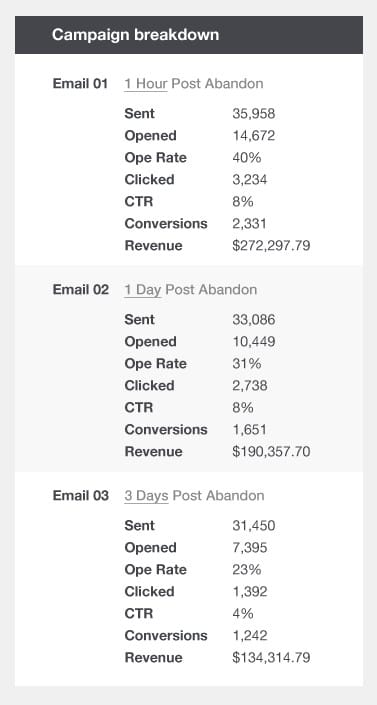 Campaign breakdown
Email 01 1 Hour Post Abandon
Sent 35,958
Opened 14,672
Ope Rate 40%
Clicked 3,234
CTR 8%
Conversions 2,331
Revenue $272,297.79
Email 02 1 Day Post Abandon
Sent 33,086
Opened 10,449
Ope Rate 31%
Clicked 2,738
CTR 8%
Conversions 1,651
Revenue $190,357.70
Email 03 3 Days Post Abandon
Sent 31,450
Opened 7,395
Ope Rate 23%
Clicked 1,392
CTR 4%
Conversions 1,242
Revenue $134,314.79